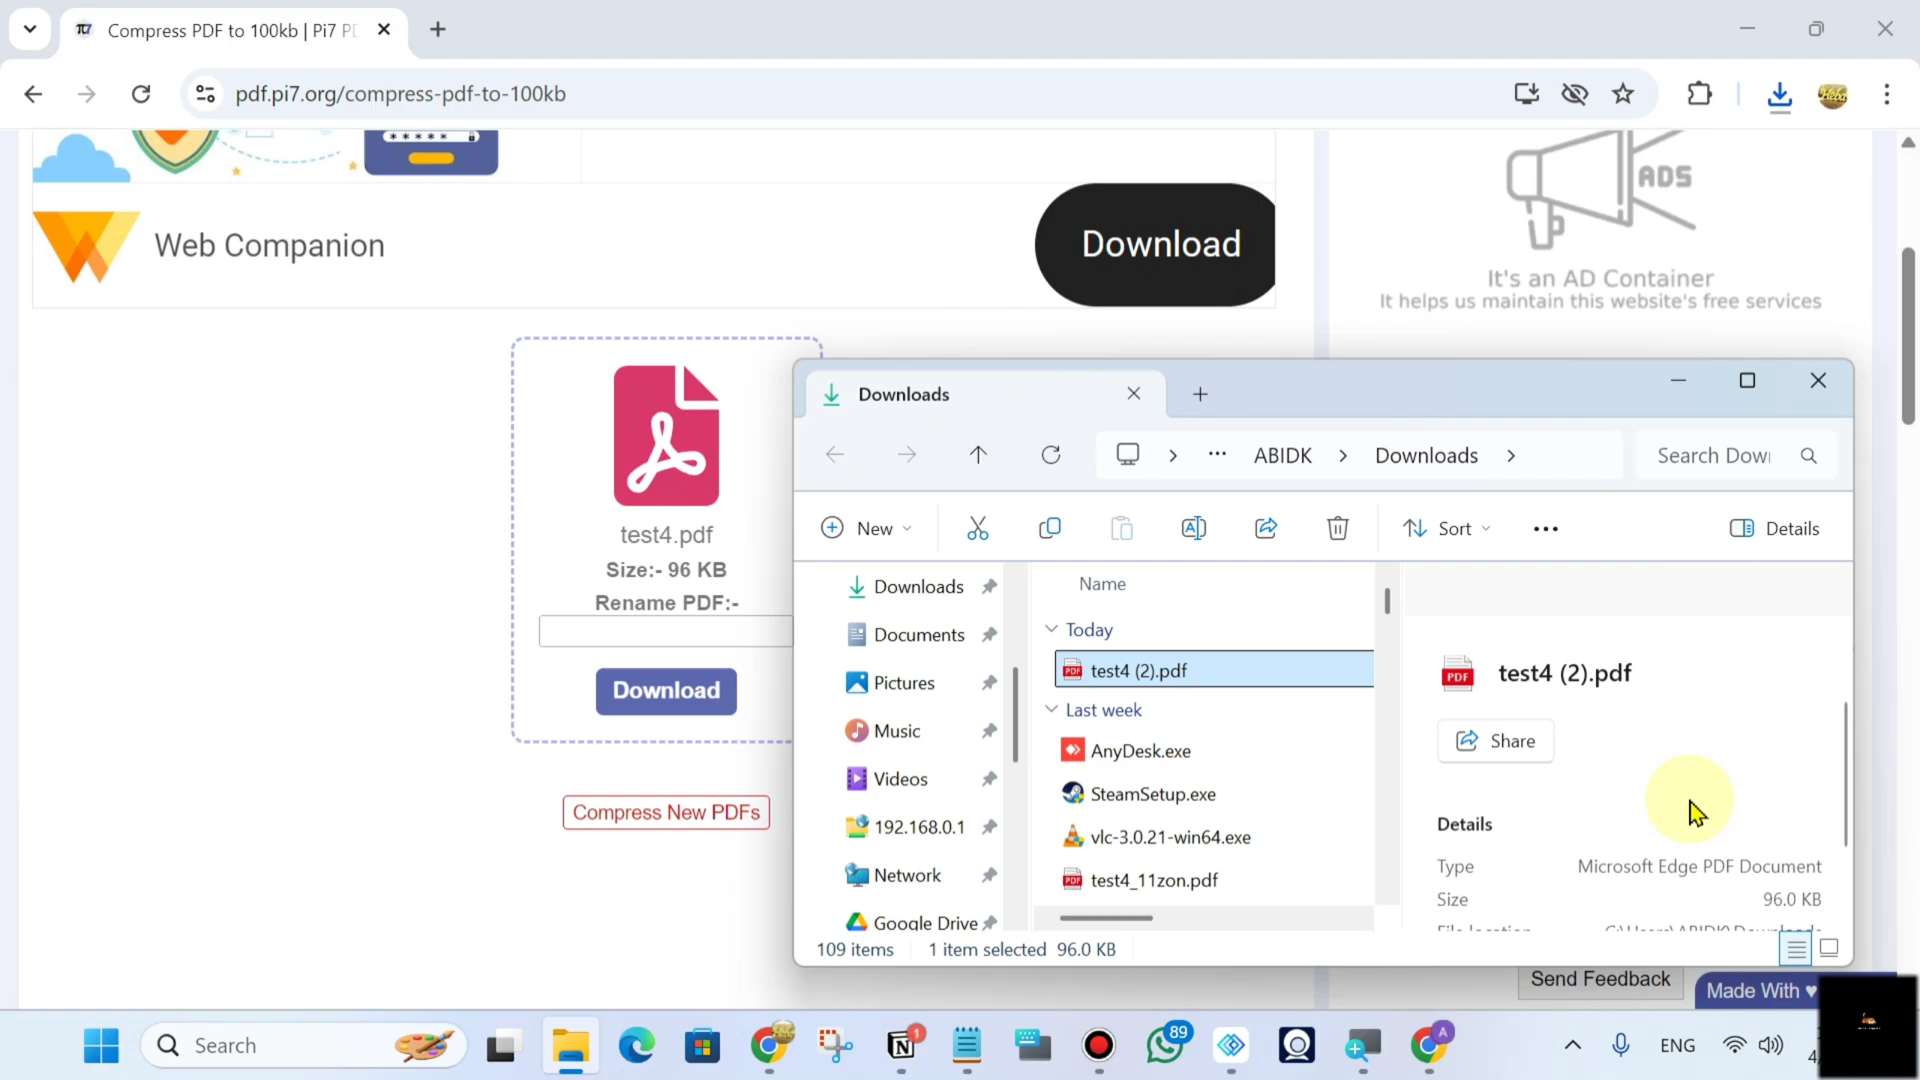 Compress PDF to 100kb | Pi7 PD
pdf.pi7.org/compress-pdf-to-100kb
Heba
*****
Web Companion
Download
ADS
It's an AD Container
It helps us maintain this website's free services
test4.pdf
Size:- 96 KB
Rename PDF:-
Download
Compress New PDFs
Downloads
ABIDK
Downloads
Search Dow
New
Sort
Details
Downloads
Documents
Pictures
Music
Videos
192.168.0.1
Network
Google Drive
Name
Today
test4 (2).pdf
Last week
AnyDesk.exe
SteamSetup.exe
vlc-3.0.21-win64.exe
test4_11zon.pdf
PDF
test4 (2).pdf
Share
Details
Type
Microsoft Edge PDF Document
Size
96.0 KB
109 items
1 item selected 96.0 KB
Send Feedback
Made With ♥
Search
1
89
A
ENG